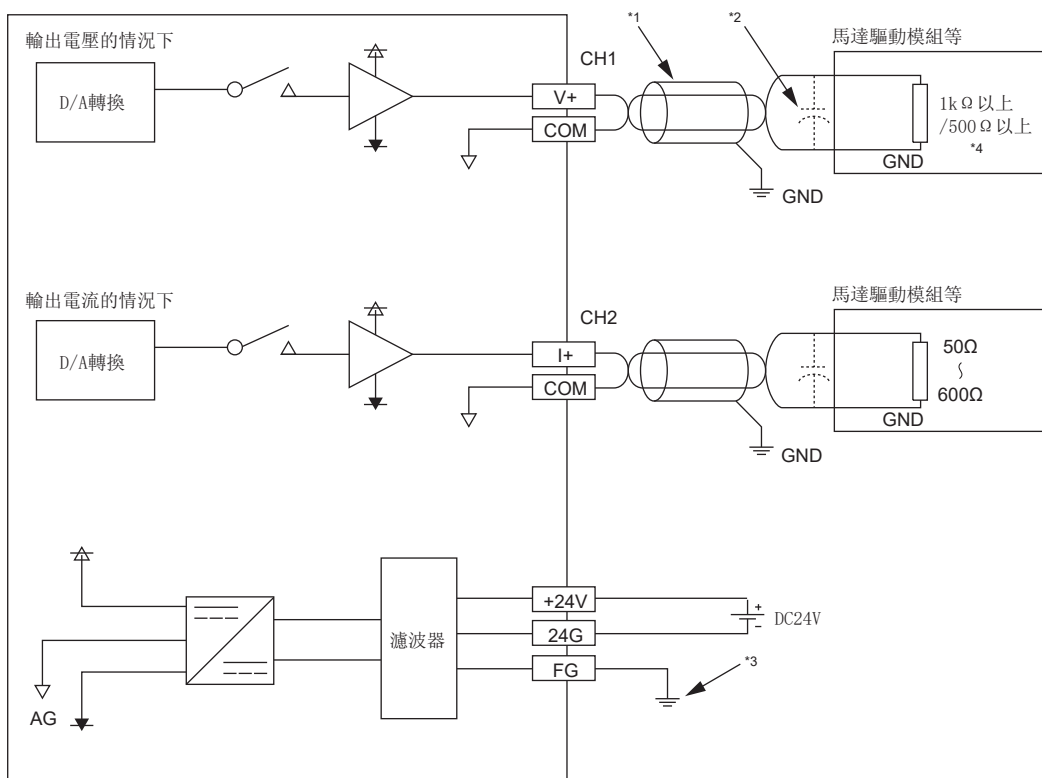 *1
*2
輸出電壓的情況下
D/A轉換
CH1
V+
COM
GND
馬達驅動模組等
1kΩ以上
/500Ω以上
*4
GND
輸出電流的情況下
D/A轉換
CH2
I+
COM
GND
馬達驅動模組等
50Ω
~
600Ω
GND
AG
濾波器
+24V
24G
FG
+
-
DC24V
*3